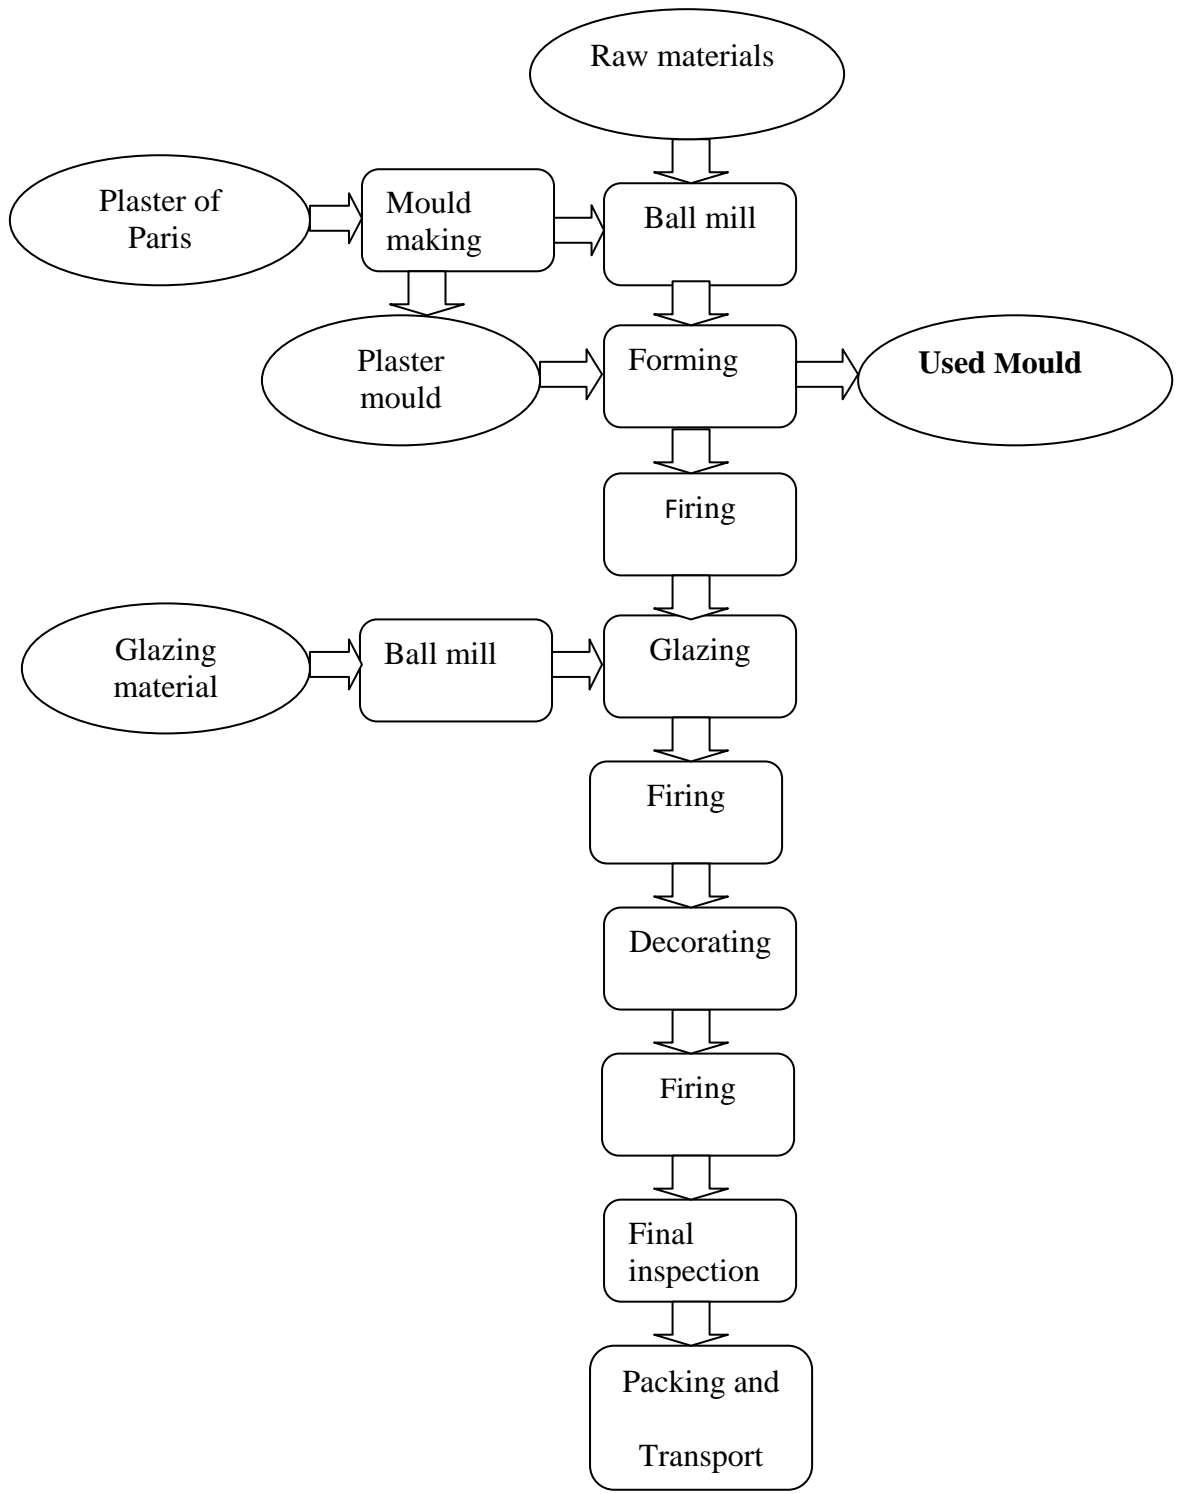 Raw materials
Plaster of
Paris
Mould
making
Ball mill
Plaster
mould
Forming
Used Mould
Firing
Glazing
material
Ball mill
Glazing
Firing
Decorating
Firing
Final
inspection
Packing and
Transport